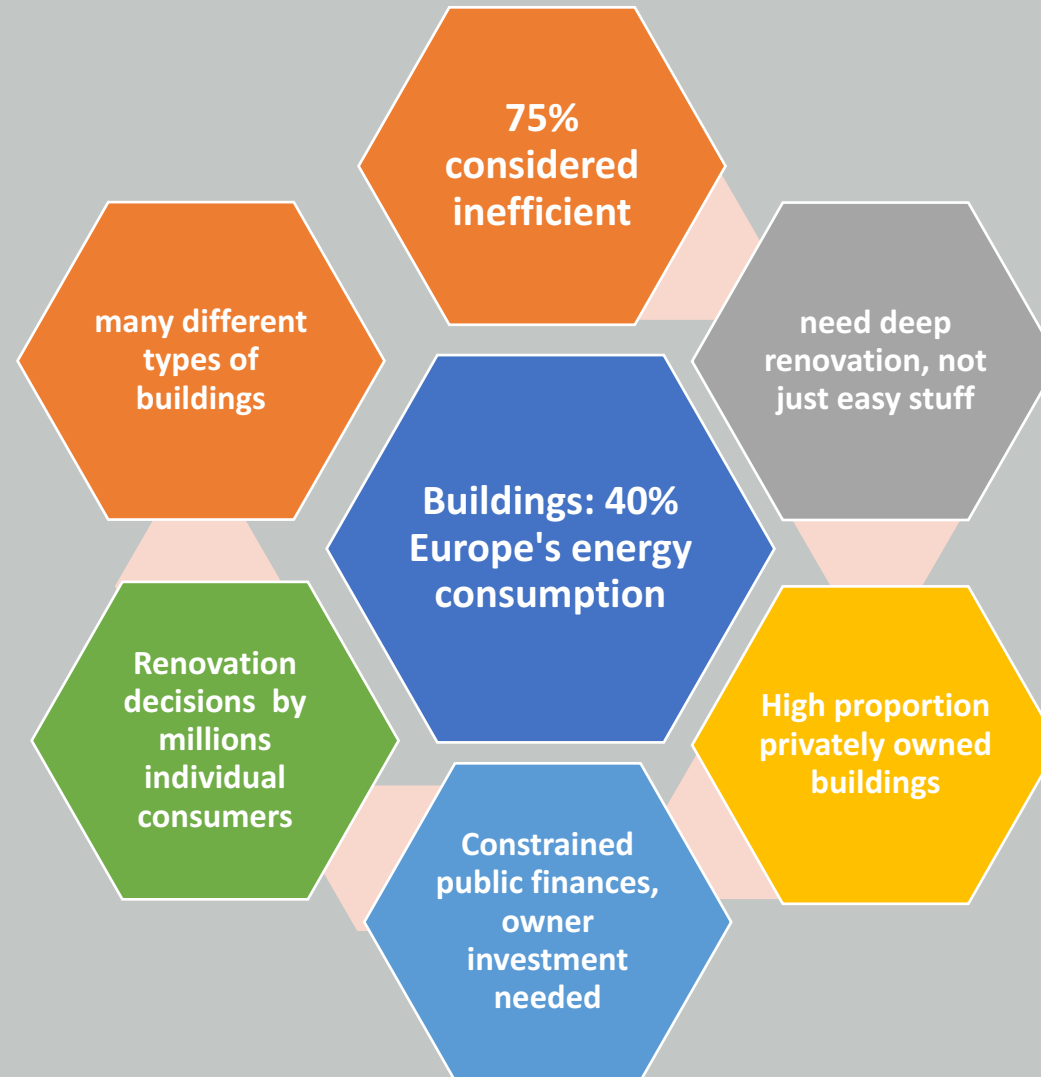 75%
considered
inefficient
need deep
renovation, not
just easy stuff
High proportion
privately owned
buildings
Constrained
public finances,
owner
investment
needed
Renovation
decisions by
millions
individual
consumers
many different
types of
buildings
Buildings: 40%
Europe's energy
consumption